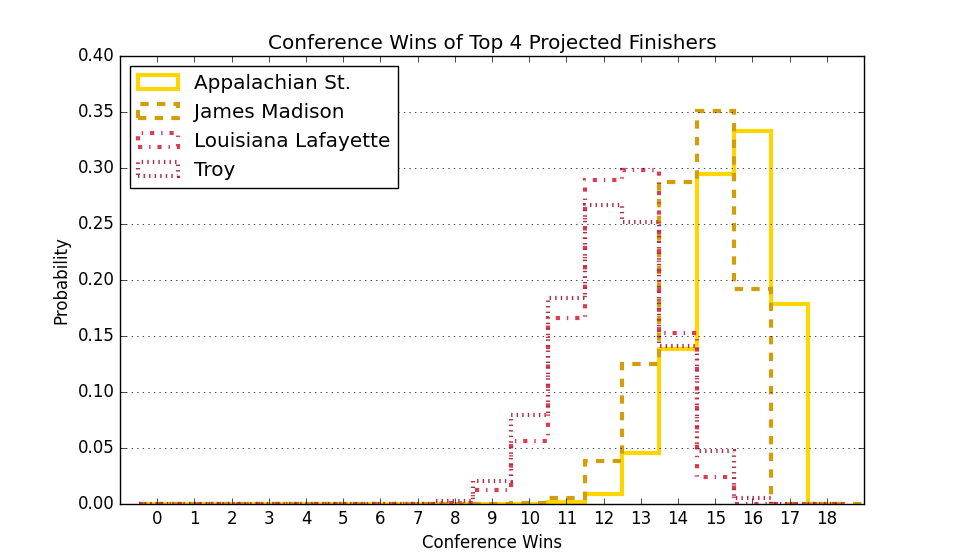 Conference Wins of Top 4 Projected Finishers
Appalachian St.
James Madison
Louisiana Lafayette
Troy
0.40
0.35
0.30
0.25
0.20
0.15
0.10
0.05
0.00
Probability
0 1 2 3 4 5 6 7 8 9 10 11 12 13 14 15 16 17 18
Conference Wins